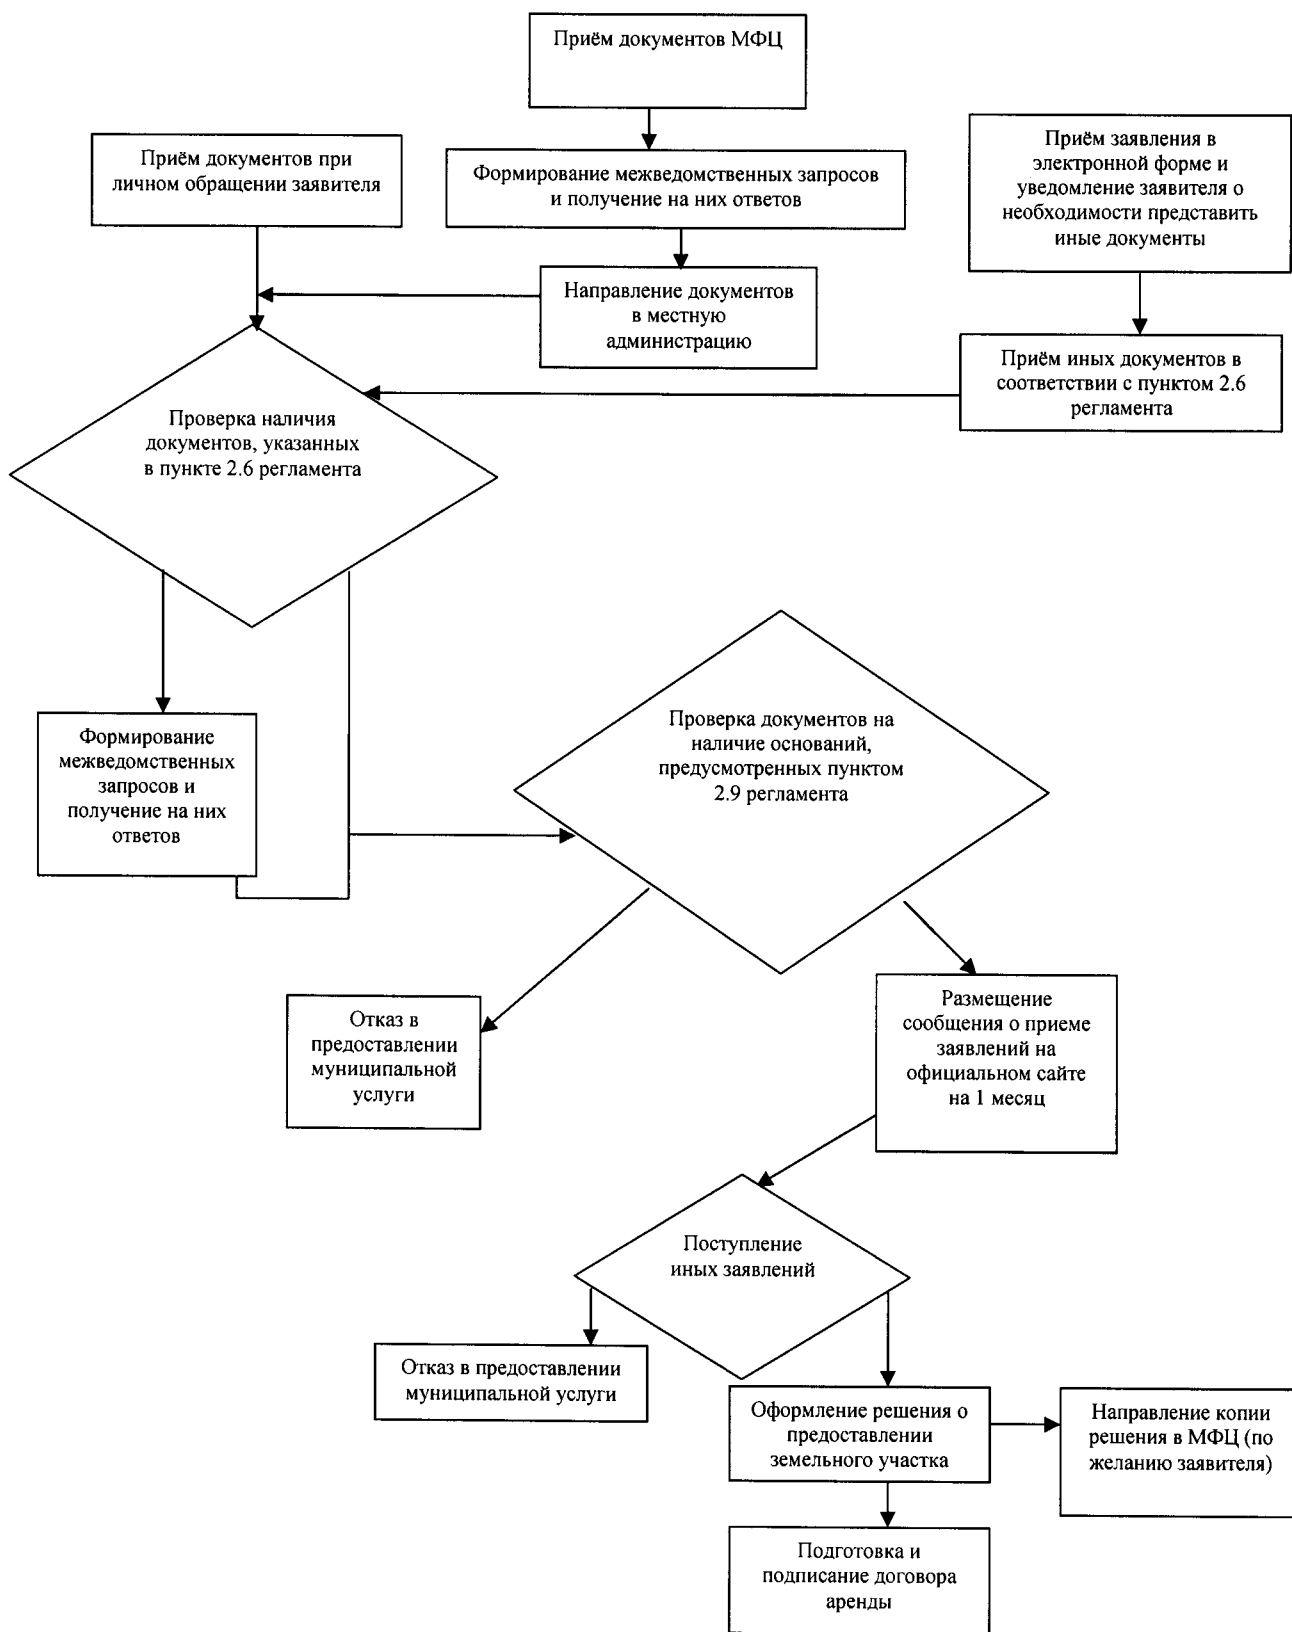 Приём документов МФЦ
Приём документов при
личном обращении заявителя
Формирование межведомственных запросов
и получение на них ответов
Приём заявления в
электронной форме и
уведомление заявителя о
необходимости представить
иные документы
Направление документов
в местную
администрацию
Приём иных документов в
соответствии с пунктом 2.6
регламента
Проверка наличия
документов, указанных
в пункте 2.6 регламента
Формирование
межведомственных
запросов и
получение на них
ответов
Проверка документов на
наличие оснований,
предусмотренных пунктом
2.9 регламента
Отказ в
предоставлении
муниципальной
услуги
Размещение
сообщения о приеме
заявлений на
официальном сайте
на 1 месяц
Поступление
иных заявлений
Отказ в предоставлении
муниципальной услуги
Оформление решения о
предоставлении
земельного участка
Направление копии
решения в МФЦ (по
желанию заявителя)
Подготовка и
подписание договора
аренды